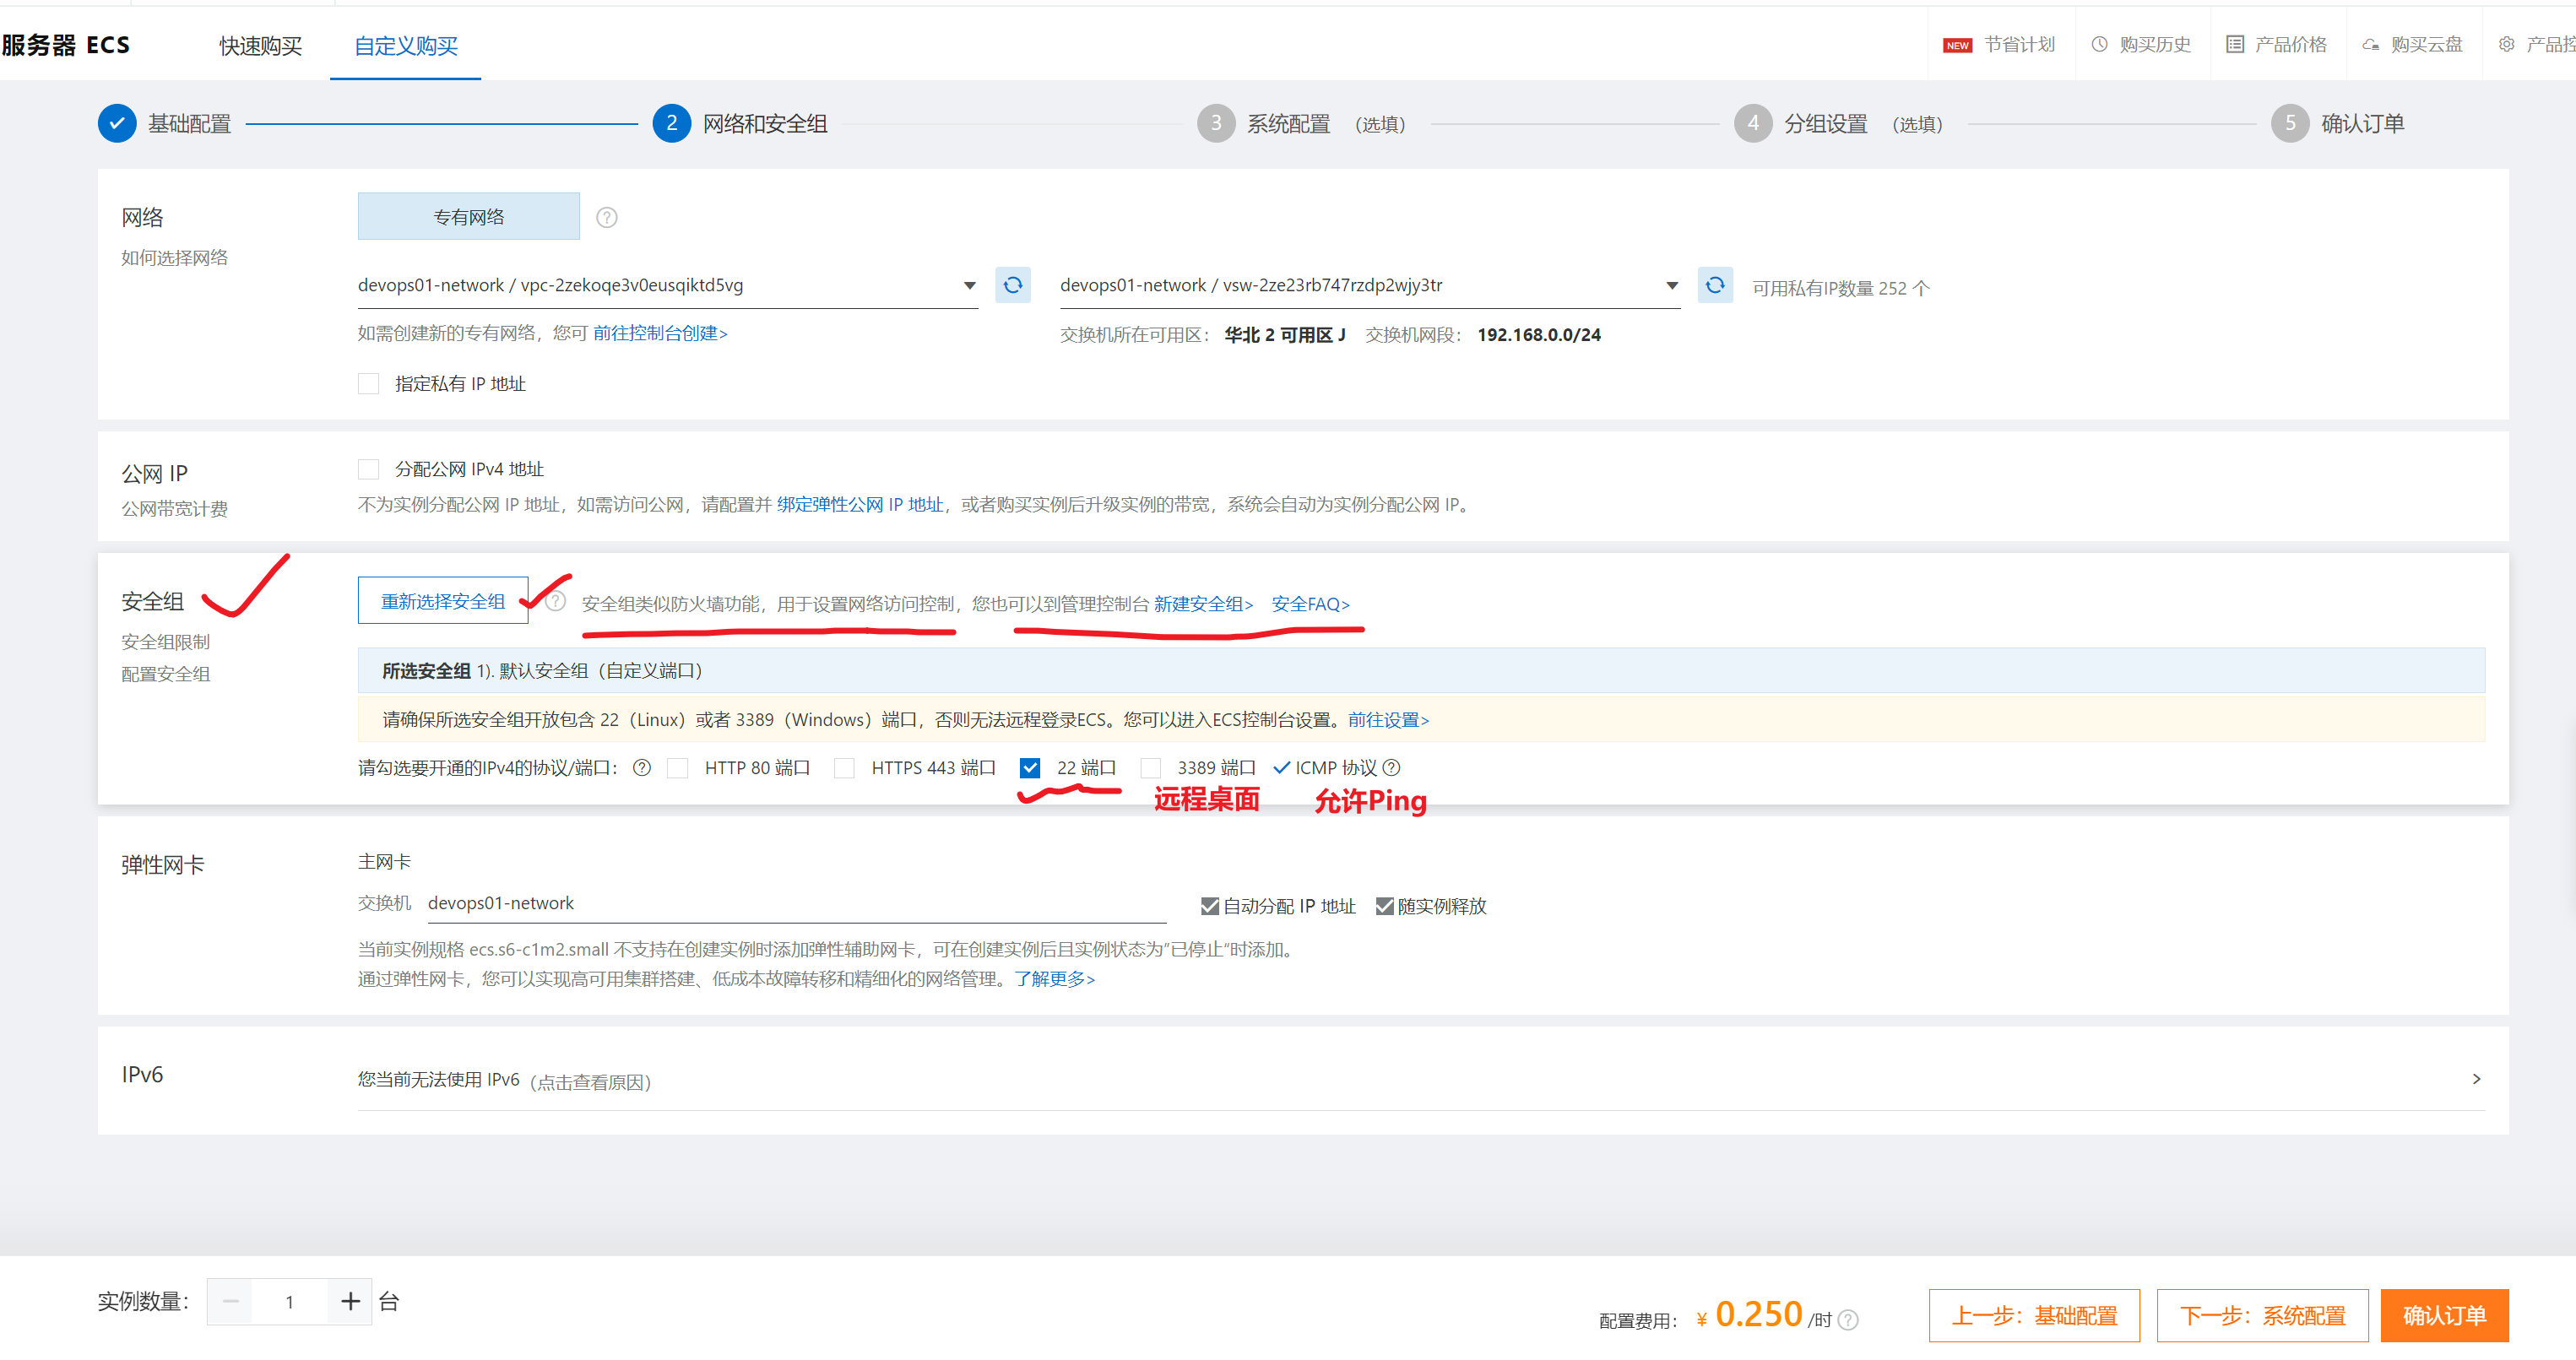 服务器 ECS 快速购买 自定义购买 NEW 节省计划 购买历史 产品价格 购买云盘 产品控
基础配置 2 网络和安全组 3 系统配置 （选填） 4 分组设置 （选填） 5 确认订单
网络 专有网络
如何选择网络
devops01-network / vpc-2zekoqe3v0eusqiktd5vg devops01-network / vsw-2ze23rb747rzdp2wjy3tr 可用私有IP数量 252 个
如需创建新的专有网络，您可 前往控制台创建> 交换机所在可用区： 华北 2 可用区 J 交换机网段： 192.168.0.0/24
指定私有 IP 地址
公网 IP 分配公网 IPv4 地址
公网带宽计费 不为实例分配公网 IP 地址，如需访问公网，请配置并 绑定弹性公网 IP 地址，或者购买实例后升级实例的带宽，系统会自动为实例分配公网 IP。
安全组 重新选择安全组 安全组类似防火墙功能，用于设置网络访问控制，您也可以到管理控制台 新建安全组> 安全FAQ>
安全组限制
配置安全组
所选安全组 1). 默认安全组（自定义端口）
请确保所选安全组开放包含 22（Linux）或者 3389（Windows）端口，否则无法远程登录ECS。您可以进入ECS控制台设置。前往设置>
请勾选要开通的IPv4的协议/端口： HTTP 80 端口 HTTPS 443 端口 22 端口 3389 端口 ICMP 协议
远程桌面 允许Ping
弹性网卡 主网卡
交换机 devops01-network 自动分配 IP 地址 随实例释放
当前实例规格 ecs.s6-c1m2.small 不支持在创建实例时添加弹性辅助网卡，可在创建实例后且实例状态为"已停止"时添加。
通过弹性网卡，您可以实现高可用集群搭建、低成本故障转移和精细化的网络管理。了解更多>
IPv6 您当前无法使用 IPv6 （点击查看原因）
实例数量： 1 台 配置费用： ¥ 0.250 /时 上一步：基础配置 下一步：系统配置 确认订单